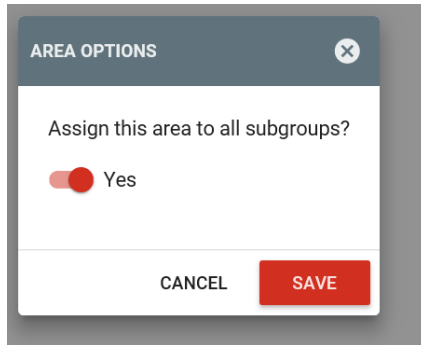 AREA OPTIONS
Assign this area to all subgroups?
Yes
CANCEL SAVE